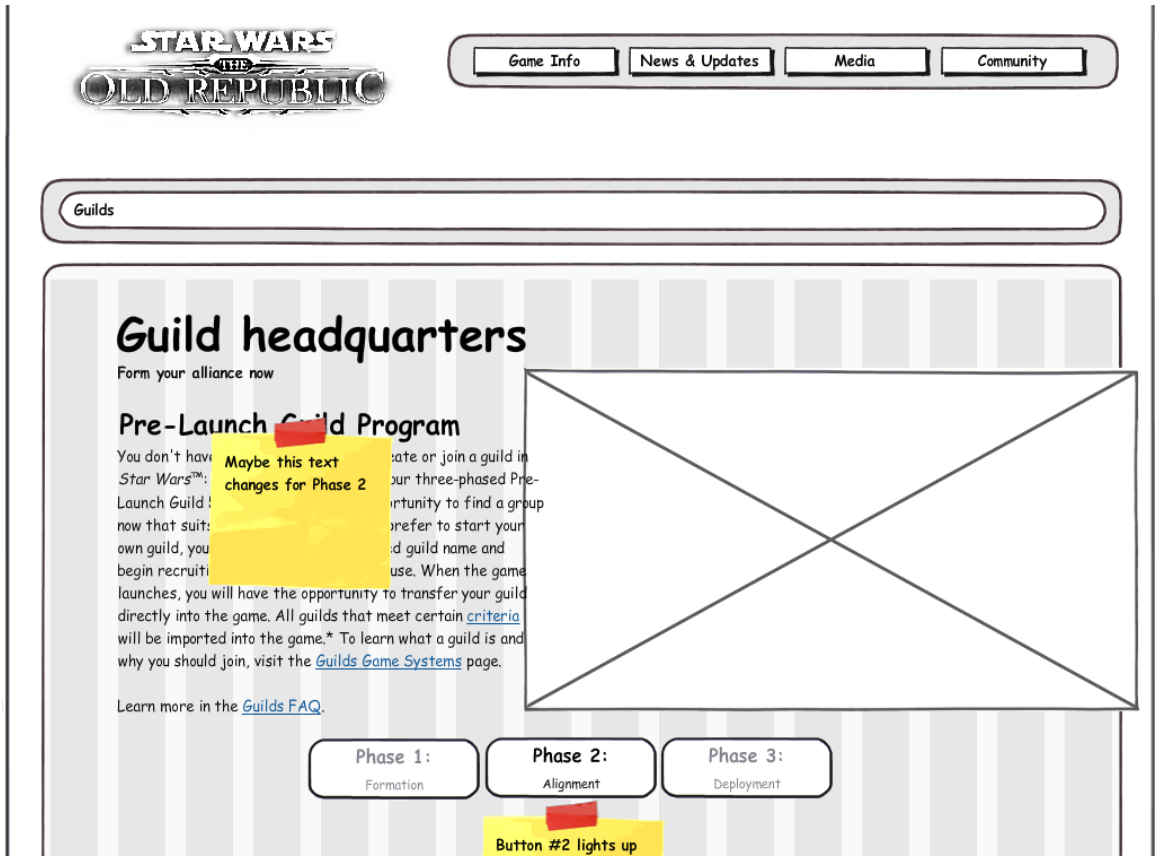 STAR WARS
THE
OLD REPUBLIC
Game Info
News & Updates
Media
Community
Guilds
Guild headquarters
Form your alliance now
Pre-Launch Program
You don't have eate or join a guild in
Star Wars™: our three-phased Pre-
Launch Guild rtunity to find a group
now that suits prefer to start your
own guild, you d guild name and
begin recruiti use. When the game
launches, you will have the opportunity to transfer your guild
directly into the game. All guilds that meet certain criteria
will be imported into the game.* To learn what a guild is and
why you should join, visit the Guilds Game Systems page.
Learn more in the Guilds FAQ.
Maybe this text
changes for Phase 2
Phase 1:
Formation
Phase 2:
Alignment
Phase 3:
Deployment
Button #2 lights up